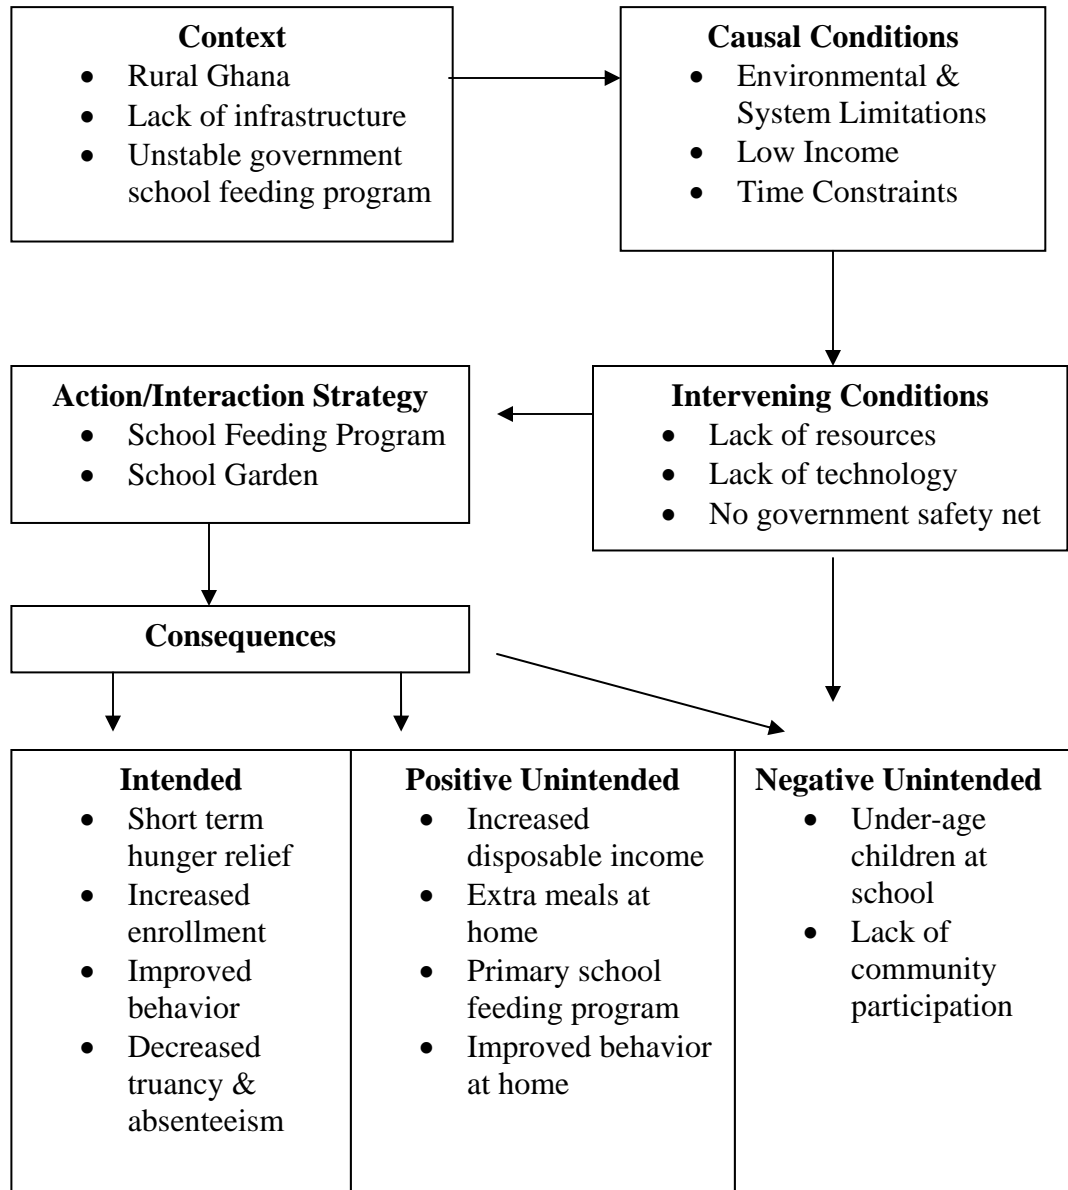 Context
• Rural Ghana
• Lack of infrastructure
• Unstable government
school feeding program
Causal Conditions
• Environmental &
System Limitations
• Low Income
• Time Constraints
Action/Interaction Strategy
• School Feeding Program
• School Garden
Intervening Conditions
• Lack of resources
• Lack of technology
• No government safety net
Consequences
Intended
• Short term
hunger relief
• Increased
enrollment
• Improved
behavior
• Decreased
truancy &
absenteeism
Positive Unintended
• Increased
disposable income
• Extra meals at
home
• Primary school
feeding program
• Improved behavior
at home
Negative Unintended
• Under-age
children at
school
• Lack of
community
participation